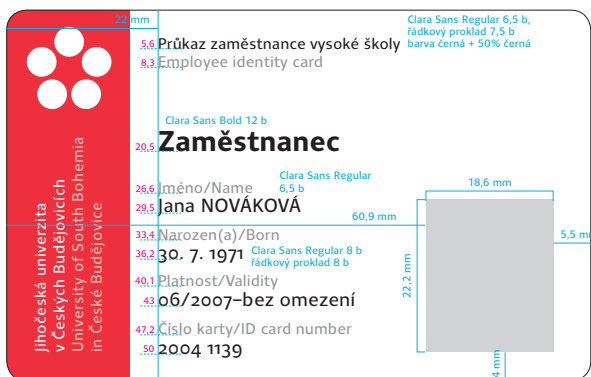 22 mm
Clara Sans Regular 6,5 b,
řádkový proklad 7,5 b
barva černá + 50% černá
5,6 Průkaz zaměstnance vysoké školy
8,3 Employee identity card
Clara Sans Bold 12 b
20,5 Zaměstnanec
Clara Sans Regular
6,5 b
26,6 Jméno/Name
29,5 Jana NOVÁKOVÁ
18,6 mm
60,9 mm
33,4 Narozen(a)/Born
5,5 mm
36,2 30. 7. 1971
Clara Sans Regular 8 b
řádkový proklad 8 b
22,2 mm
40,1 Platnost/Validity
43 06/2007–bez omezení
47,2 Číslo karty/ID card number
50 2004 1139
4 mm
Jihočeská univerzita
v Českých Budějovicích
University of South Bohemia
in České Budějovice